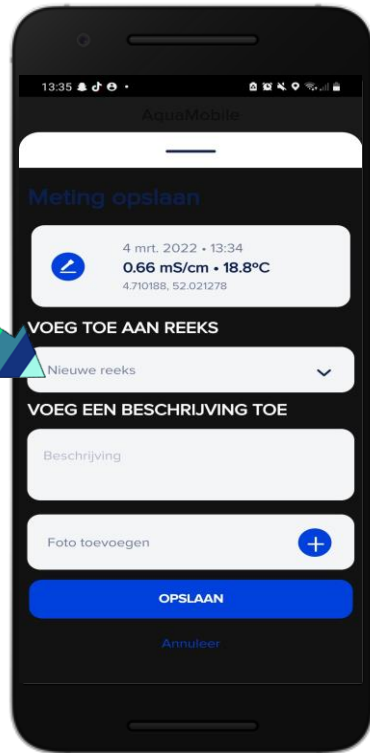 13:35
AquaMobile
Meting opslaan
4 mrt. 2022 • 13:34
0.66 mS/cm • 18.8ºC
4.710188, 52.021278
VOEG TOE AAN REEKS
Nieuwe reeks
VOEG EEN BESCHRIJVING TOE
Beschrijving
Foto toevoegen
OPSLAAN
Annuleer